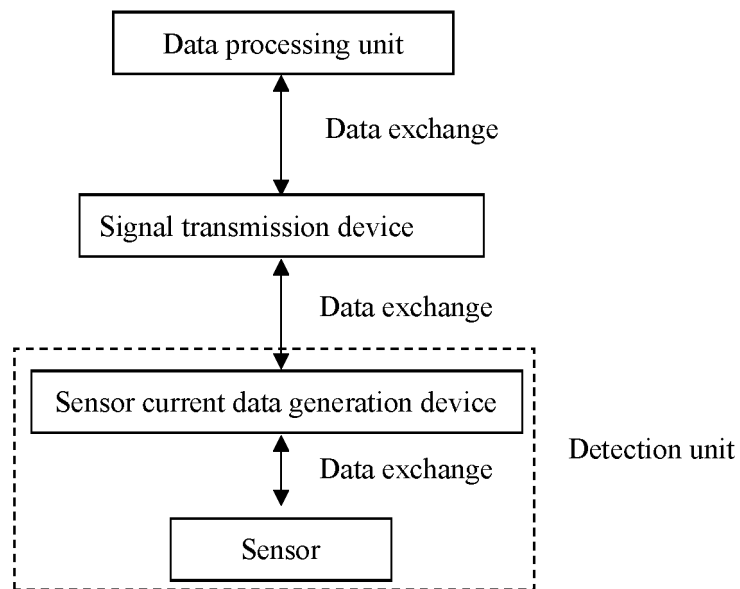 Data processing unit
Data exchange
Signal transmission device
Data exchange
Sensor current data generation device
Detection unit
Data exchange
Sensor